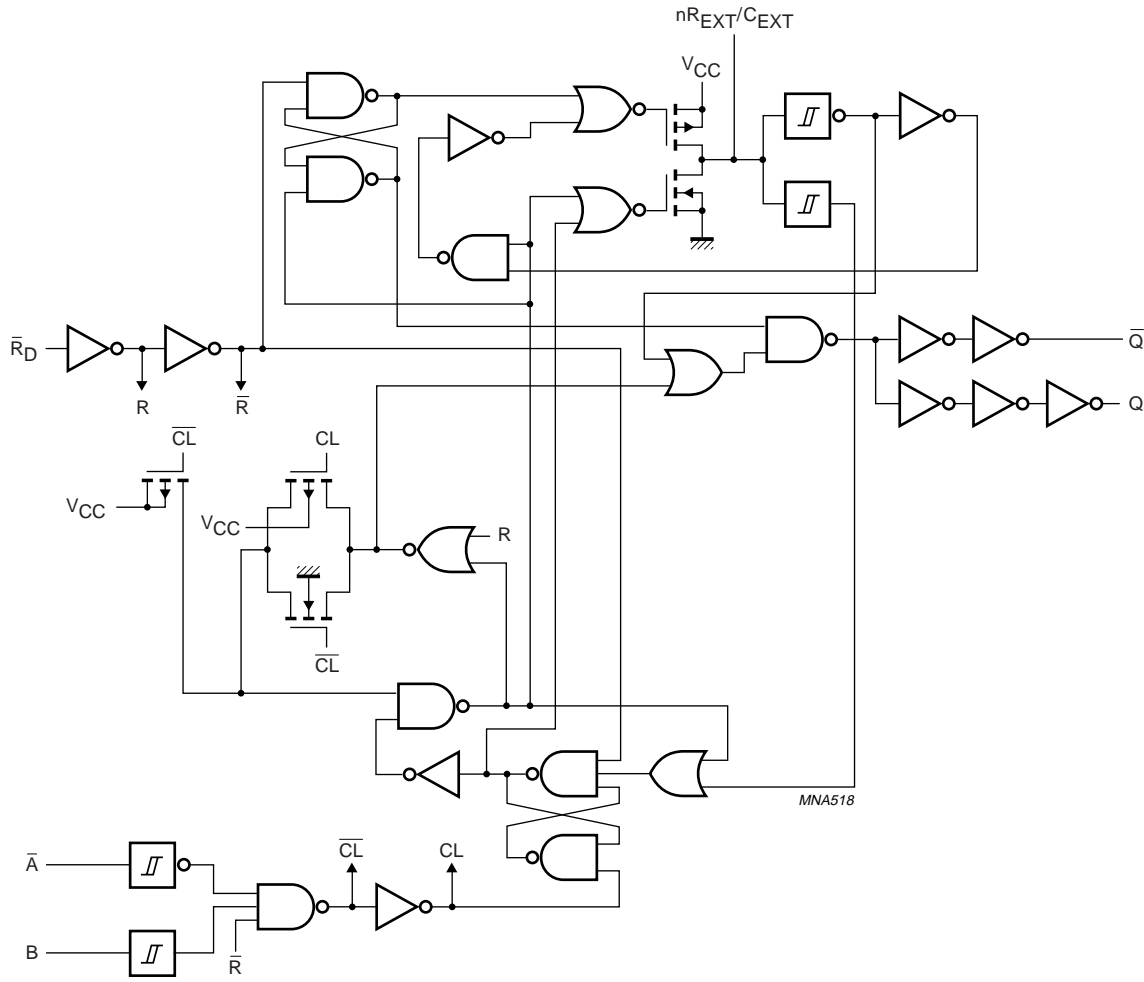 nR_EXT/C_EXT
V_CC
R̅_D
R
R̅
Q̅
Q
C̅L̅
CL
V_CC
V_CC
R
C̅L̅
MNA518
A̅
C̅L̅
CL
B
R̅